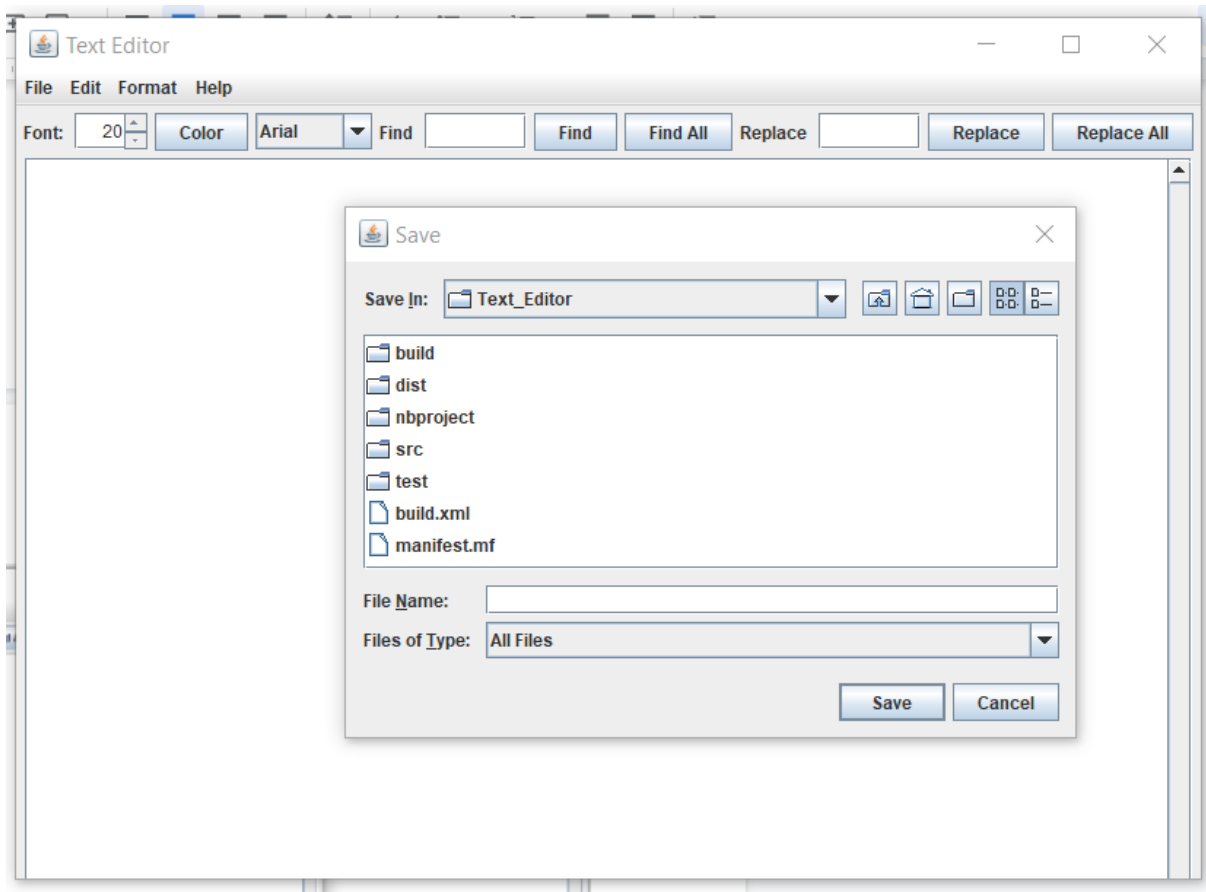 Text Editor
File Edit Format Help
Font: 20 Color Arial Find Find Find All Replace Replace Replace All
Save
Save In: Text_Editor
build
dist
nbproject
src
test
build.xml
manifest.mf
File Name:
Files of Type: All Files
Save Cancel